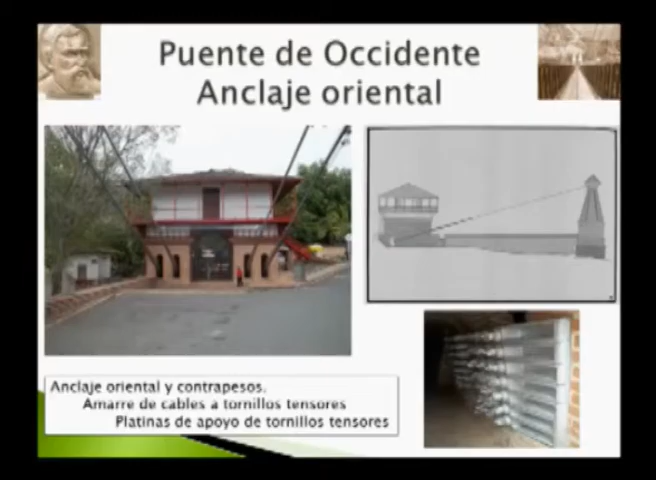 Puente de Occidente
Anclaje oriental
Anclaje oriental y contrapesos.
Amarre de cables a tornillos tensores
Platinas de apoyo de tornillos tensores